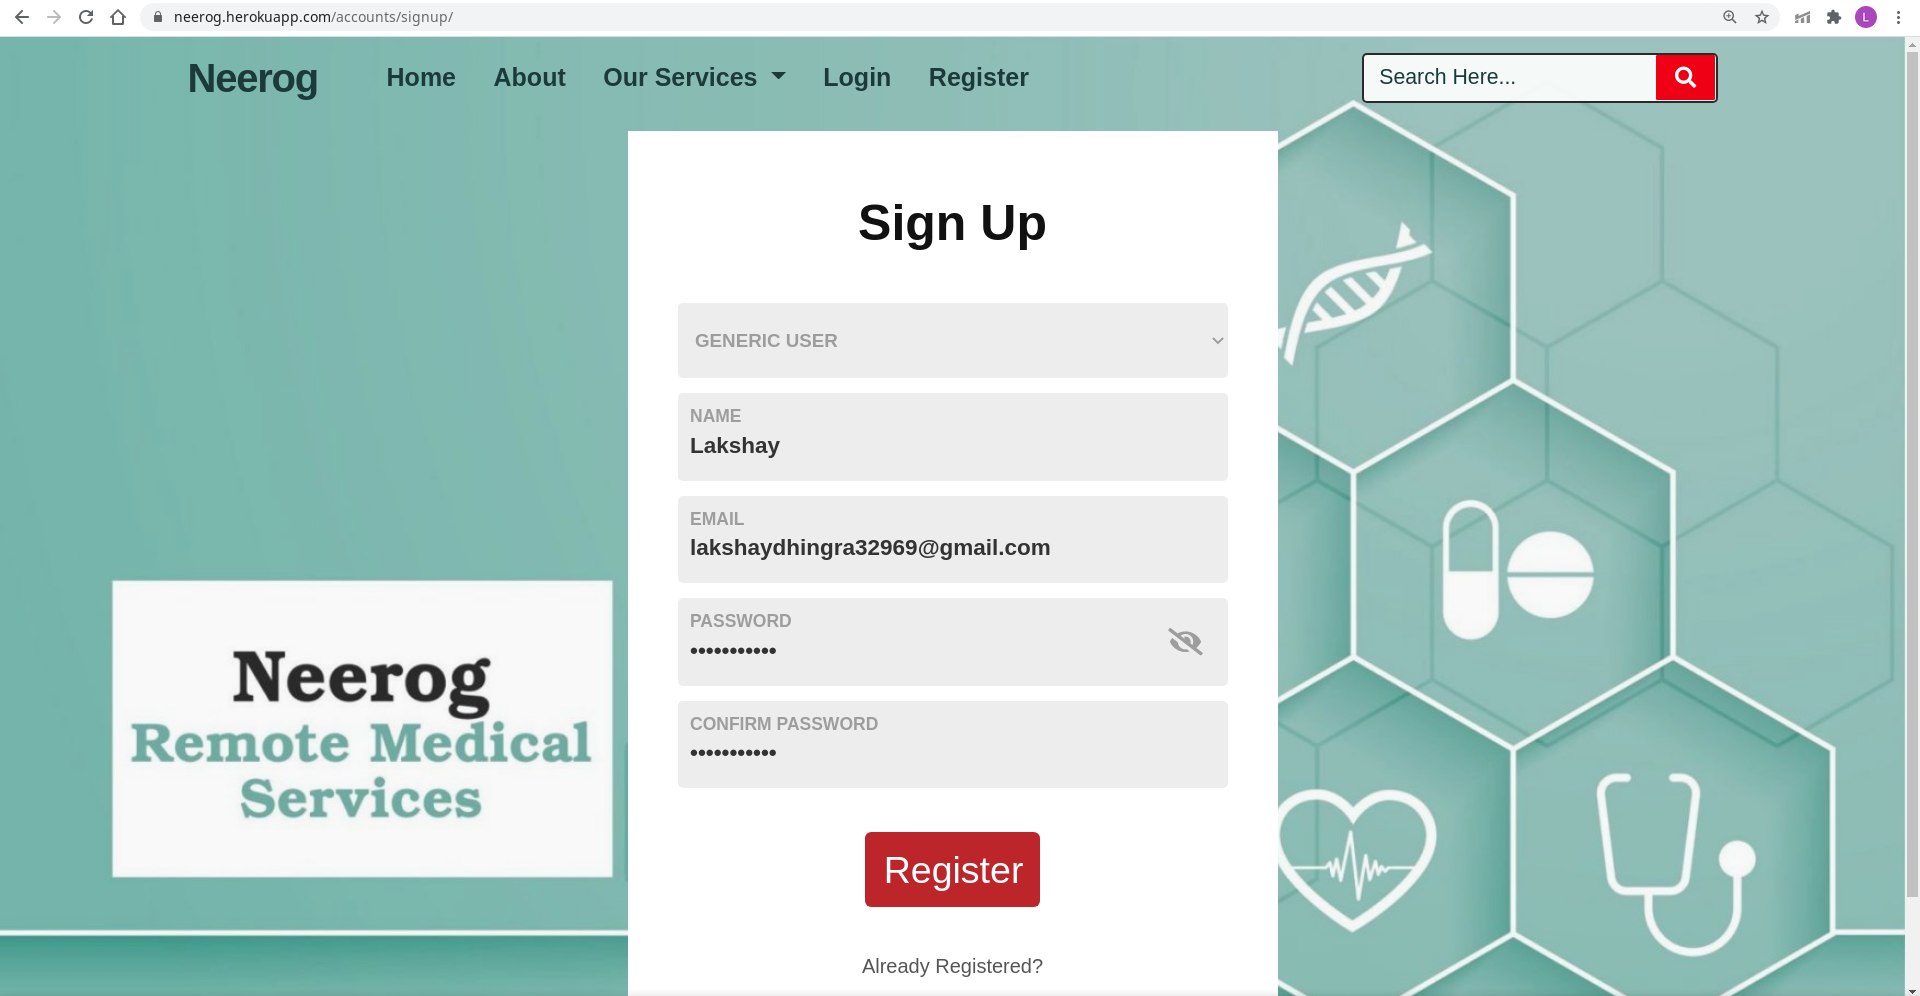 neerog.herokuapp.com/accounts/signup/
L
Neerog
Home
About
Our Services
Login
Register
Search Here...
Sign Up
GENERIC USER
NAME
Lakshay
EMAIL
lakshaydhingra32969@gmail.com
PASSWORD
•••••••••••
CONFIRM PASSWORD
•••••••••••
Register
Already Registered?
Neerog
Remote Medical
Services